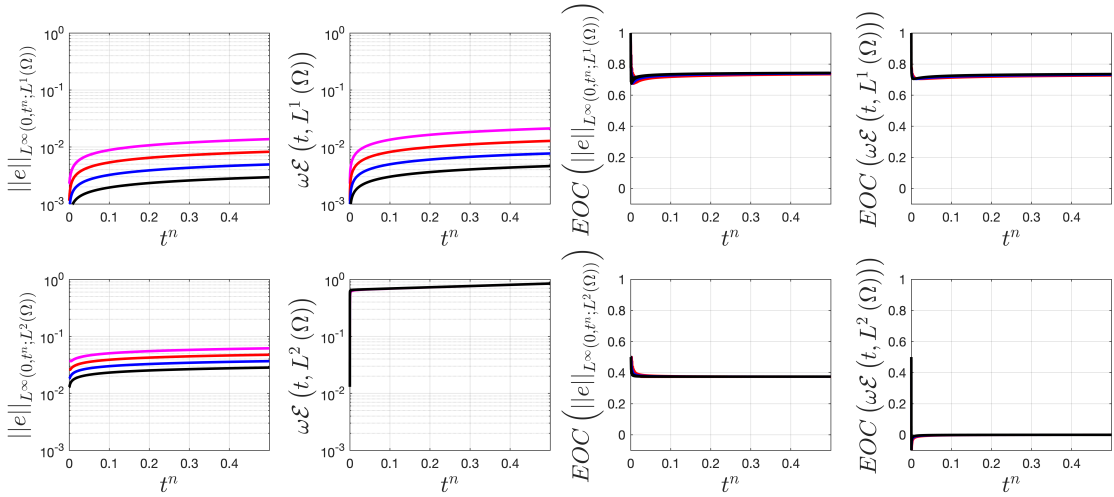 ||e||_{L^∞(0,t^n;L^1(Ω))}
10^0
10^{-1}
10^{-2}
10^{-3}
0 0.1 0.2 0.3 0.4
t^n
ωℰ (t, L^1 (Ω))
10^0
10^{-1}
10^{-2}
10^{-3}
0 0.1 0.2 0.3 0.4
t^n
EOC (||e||_{L^∞(0,t^n;L^1(Ω))})
1
0.8
0.6
0.4
0.2
0
0 0.1 0.2 0.3 0.4
t^n
EOC (ωℰ (t, L^1 (Ω)))
1
0.8
0.6
0.4
0.2
0
0 0.1 0.2 0.3 0.4
t^n
||e||_{L^∞(0,t^n;L^2(Ω))}
10^0
10^{-1}
10^{-2}
10^{-3}
0 0.1 0.2 0.3 0.4
t^n
ωℰ (t, L^2 (Ω))
10^0
10^{-1}
10^{-2}
10^{-3}
0 0.1 0.2 0.3 0.4
t^n
EOC (||e||_{L^∞(0,t^n;L^2(Ω))})
1
0.8
0.6
0.4
0.2
0
0 0.1 0.2 0.3 0.4
t^n
EOC (ωℰ (t, L^2 (Ω)))
1
0.8
0.6
0.4
0.2
0
0 0.1 0.2 0.3 0.4
t^n